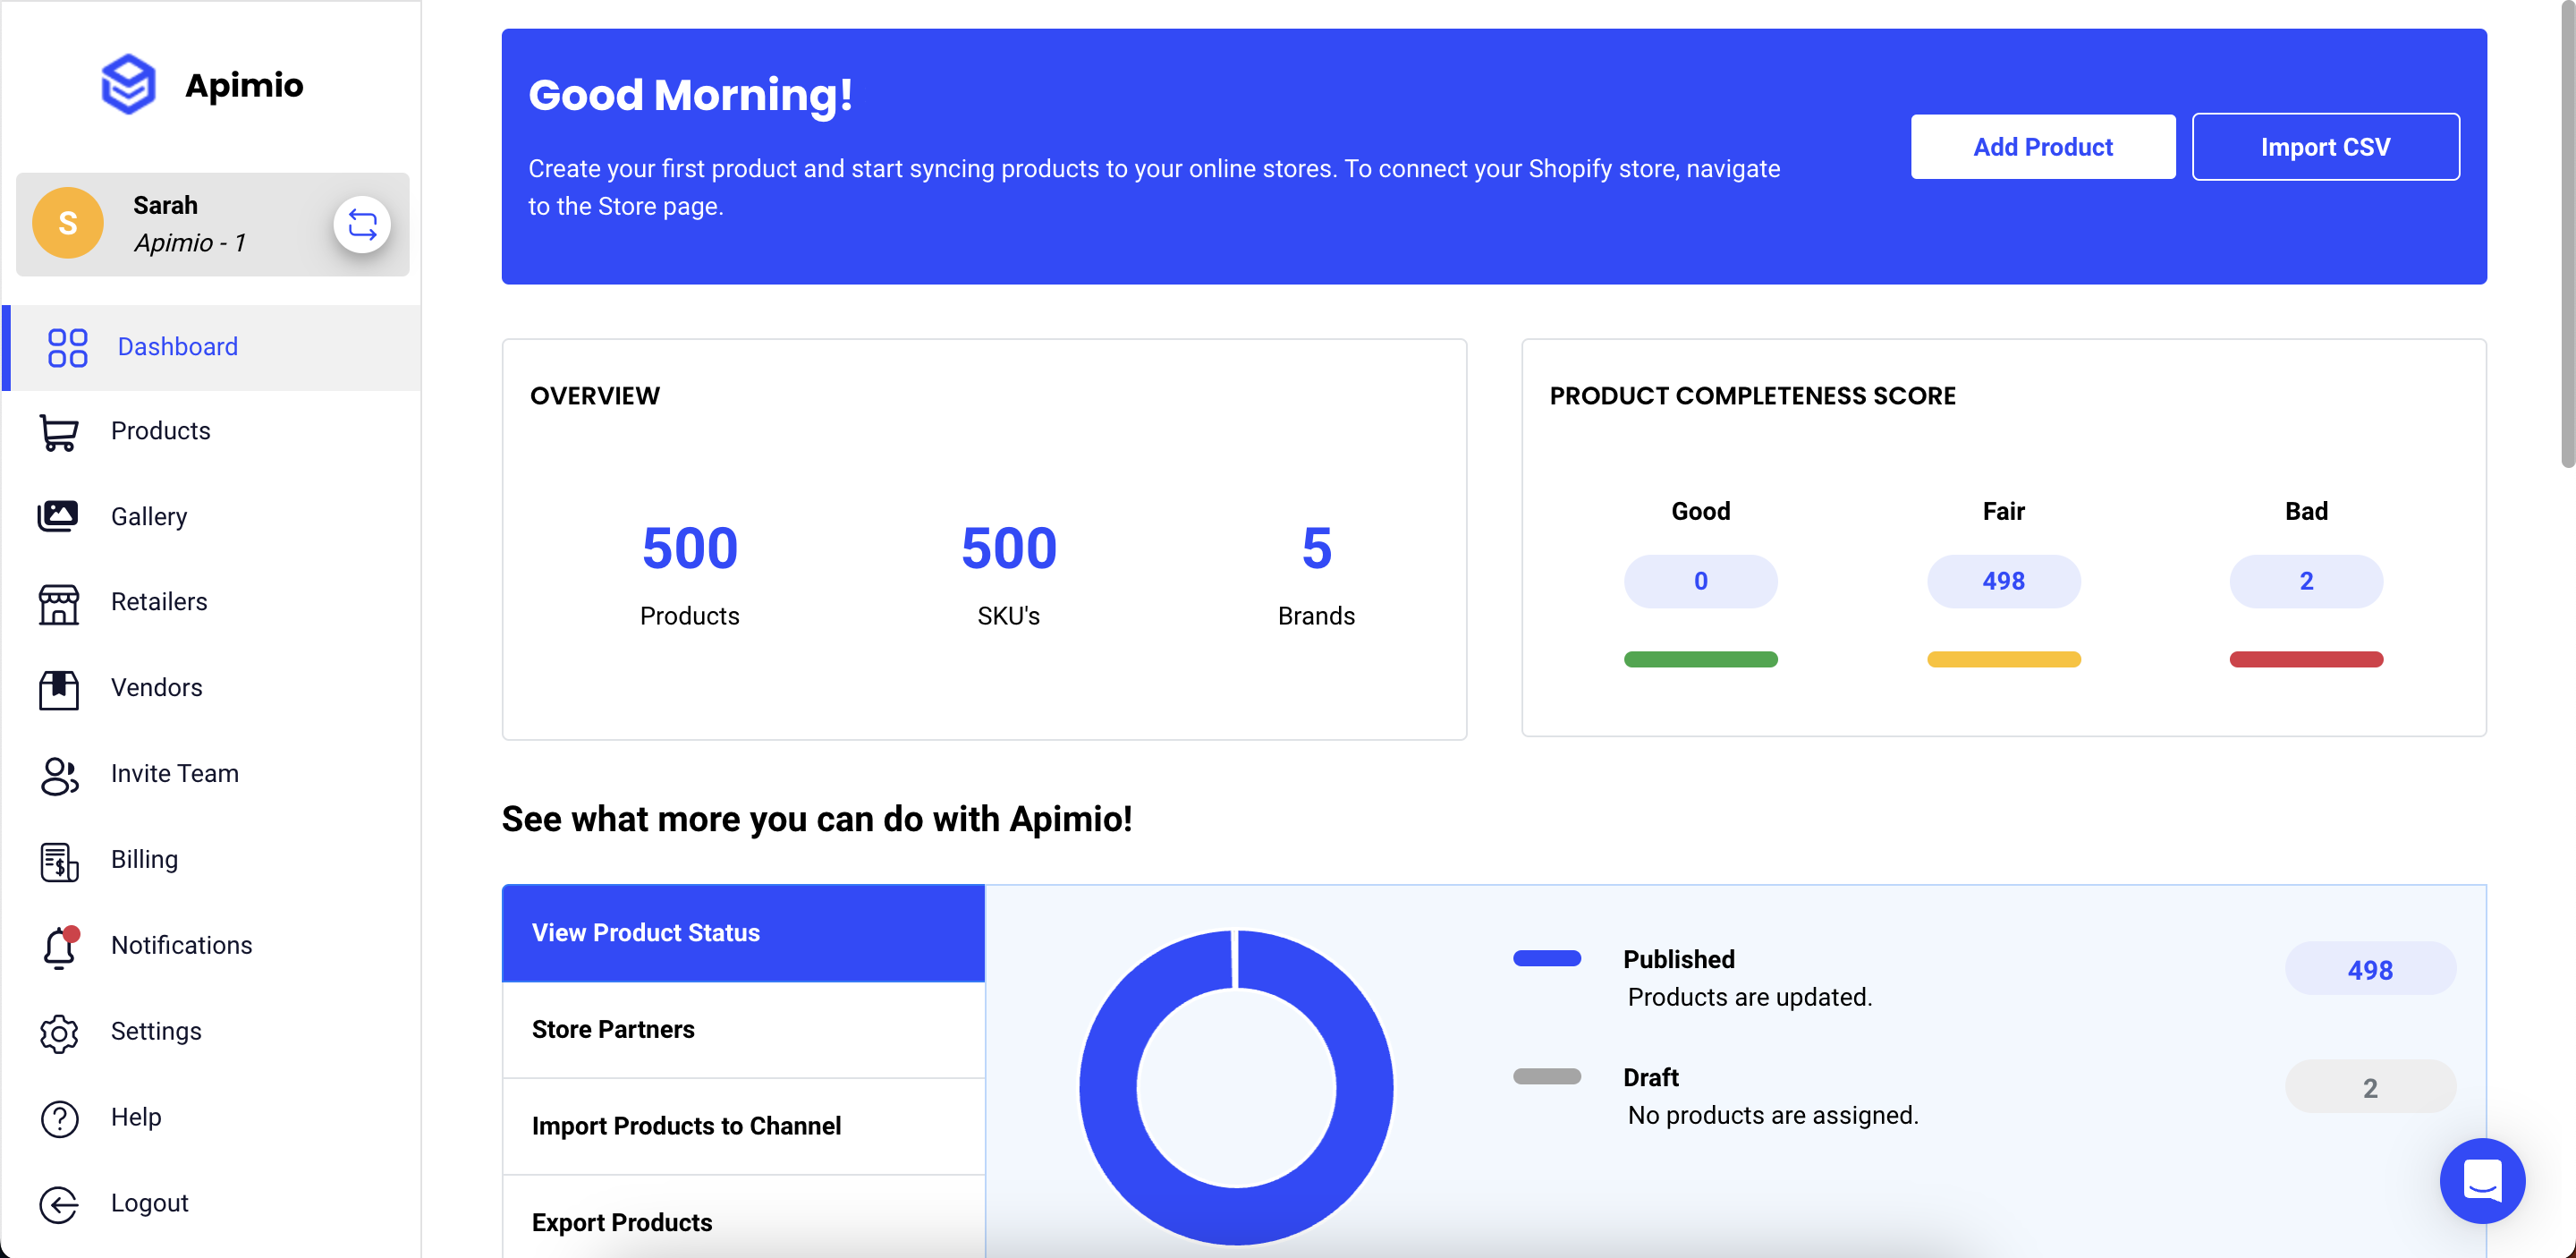 Apimio
S
Sarah
Apimio - 1
Dashboard
Products
Gallery
Retailers
Vendors
Invite Team
Billing
Notifications
Settings
Help
Logout
Good Morning!
Create your first product and start syncing products to your online stores. To connect your Shopify store, navigate
to the Store page.
Add Product
Import CSV
OVERVIEW
500
500
5
Products
SKU's
Brands
PRODUCT COMPLETENESS SCORE
Good
Fair
Bad
0
498
2
See what more you can do with Apimio!
View Product Status
Store Partners
Import Products to Channel
Export Products
Published
498
Products are updated.
Draft
2
No products are assigned.